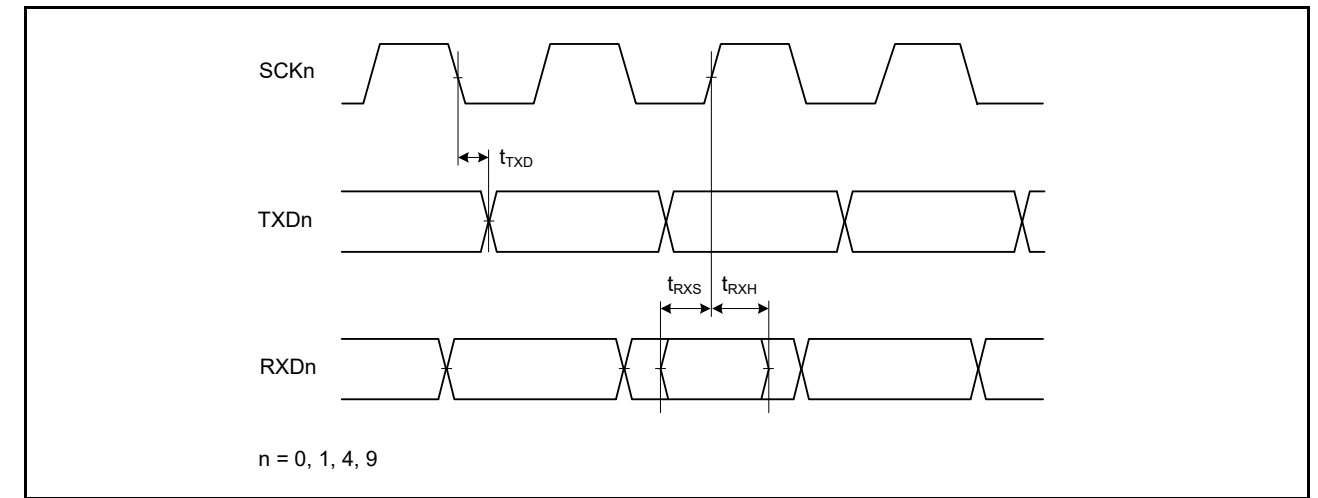 SCKn
tTXD
TXDn
tRXS tRXH
RXDn
n = 0, 1, 4, 9